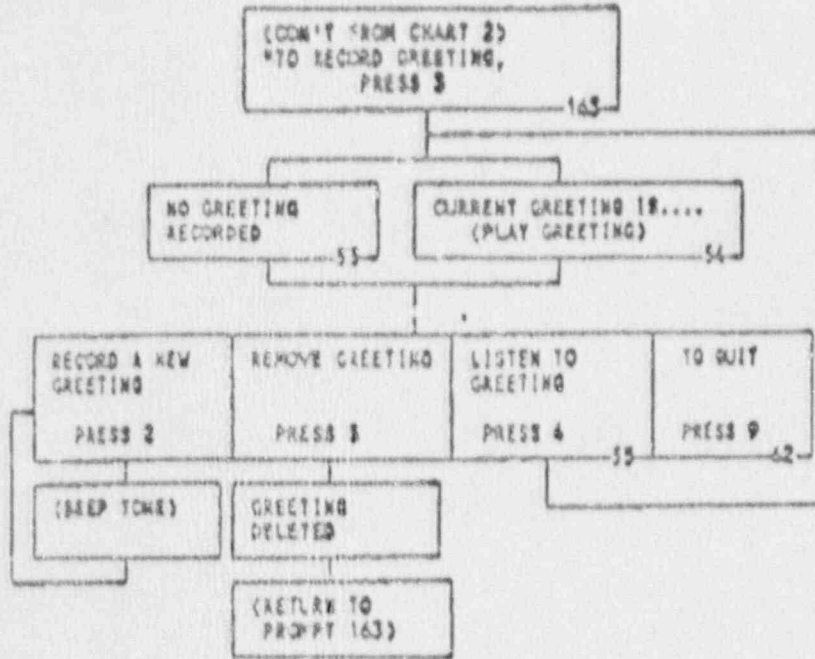 (CON'T FROM CHART 2)
"TO RECORD GREETING,
PRESS 3
163
NO GREETING
RECORDED
53
CURRENT GREETING IS....
(PLAY GREETING)
54
RECORD A NEW
GREETING
PRESS 2
REMOVE GREETING
PRESS 3
LISTEN TO
GREETING
PRESS 4
55
TO QUIT
PRESS 9
62
(BEEP TONE)
GREETING
DELETED
(RETURN TO
PROMPT 163)